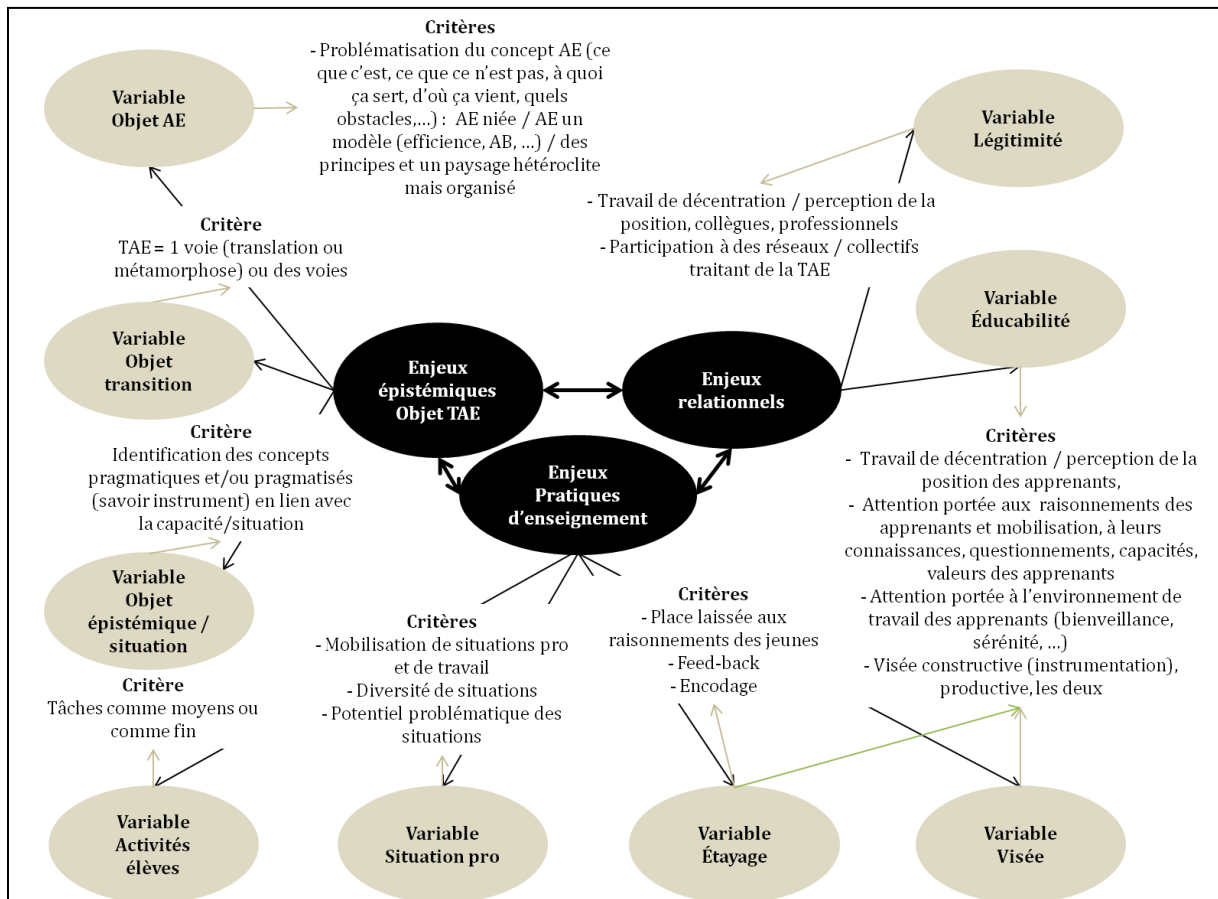 Critères
- Problématisation du concept AE (ce
que c’est, ce que ce n’est pas, à quoi
ça sert, d’où ça vient, quels
obstacles,…) :  AE niée / AE un
modèle (efficience, AB, …) / des
principes et un paysage hétéroclite
mais organisé
Variable
Objet AE
Variable
Légitimité
- Travail de décentration / perception de la
position, collègues, professionnels
- Participation à des réseaux / collectifs
traitant de la TAE
Critère
TAE = 1 voie (translation ou
métamorphose) ou des voies
Variable
Éducabilité
Variable
Objet
transition
Enjeux
épistémiques
Objet TAE
Enjeux
relationnels
Enjeux
Pratiques
d’enseignement
Critère
Identification des concepts
pragmatiques et/ou pragmatisés
(savoir instrument) en lien avec
la capacité/situation
Critères
- Travail de décentration / perception de la
position des apprenants,
- Attention portée aux raisonnements des
apprenants et mobilisation, à leurs
connaissances, questionnements, capacités,
valeurs des apprenants
- Attention portée à l’environnement de
travail des apprenants (bienveillance,
sérénité, …)
- Visée constructive (instrumentation),
productive, les deux
Variable
Objet
épistémique /
situation
Critères
- Mobilisation de situations pro
et de travail
- Diversité de situations
- Potentiel problématique des
situations
Critères
- Place laissée aux
raisonnements des jeunes
- Feed-back
- Encodage
Critère
Tâches comme moyens ou
comme fin
Variable
Activités
élèves
Variable
Situation pro
Variable
Étayage
Variable
Visée